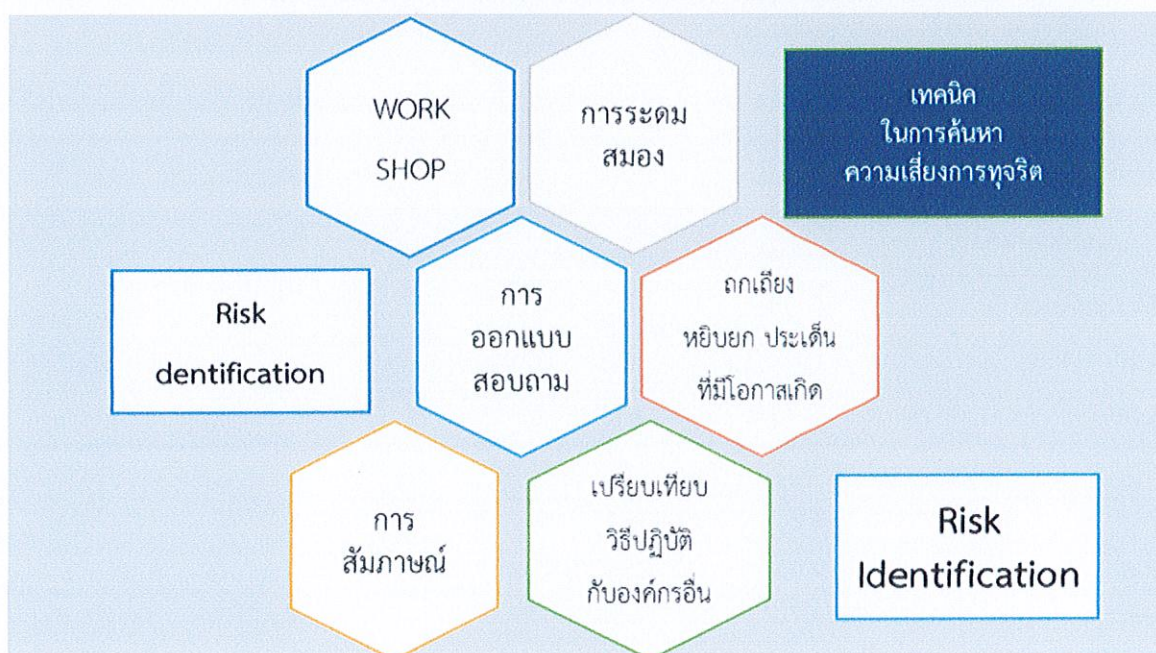 WORK
SHOP
การระดม
สมอง
เทคนิค
ในการค้นหา
ความเสี่ยงการทุจริต
Risk
dentification
การ
ออกแบบ
สอบถาม
ถกเถียง
หยิบยก ประเด็น
ที่มีโอกาสเกิด
การ
สัมภาษณ์
เปรียบเทียบ
วิธีปฏิบัติ
กับองค์กรอื่น
Risk
Identification